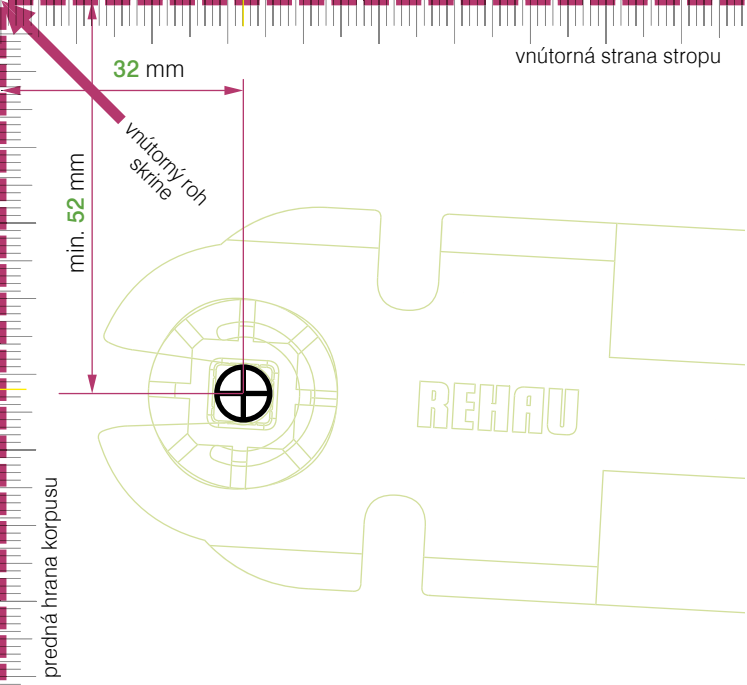 vnútorná strana stropu
32 mm
vnútorný roh
skrine
min. 52 mm
REHAU
predná hrana korpusu